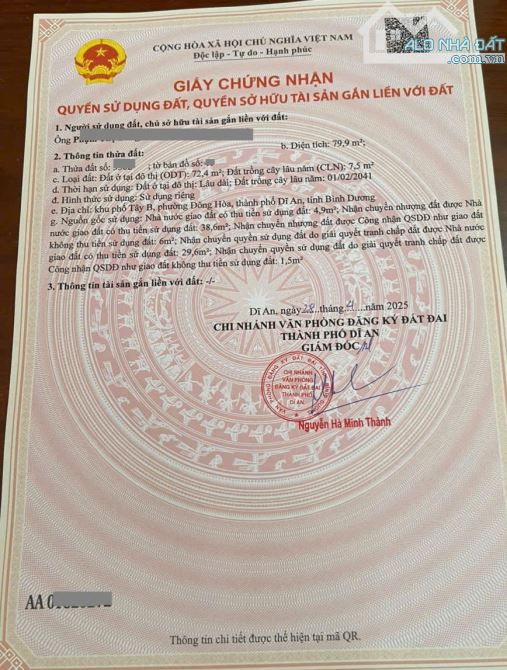 ALO NHÀ ĐẤT
.com.vn
CỘNG HÒA XÃ HỘI CHỦ NGHĨA VIỆT NAM
Độc lập - Tự do - Hạnh phúc
GIẤY CHỨNG NHẬN
QUYỀN SỬ DỤNG ĐẤT, QUYỀN SỞ HỮU TÀI SẢN GẮN LIỀN VỚI ĐẤT
1. Người sử dụng đất, chủ sở hữu tài sản gắn liền với đất:
Ông
2. Thông tin thửa đất: b. Diện tích: 79,9 m²;
a. Thửa đất số: ; tờ bản đồ số:
c. Loại đất: Đất ở tại đô thị (ODT): 72,4 m²; Đất trồng cây lâu năm (CLN): 7,5 m²
d. Thời hạn sử dụng: Đất ở tại đô thị: Lâu dài; Đất trồng cây lâu năm: 01/02/2041
đ. Hình thức sử dụng: Sử dụng riêng
e. Địa chỉ: khu phố Tây B, phường Đông Hòa, thành phố Dĩ An, tỉnh Bình Dương
g. Nguồn gốc sử dụng: Nhà nước giao đất có thu tiền sử dụng đất: 4,9m²; Nhận chuyển nhượng đất được Nhà
nước giao đất có thu tiền sử dụng đất: 38,6m²; Nhận chuyển nhượng đất được Công nhận QSDĐ như giao đất
không thu tiền sử dụng đất: 6m²; Nhận chuyển quyền sử dụng đất do giải quyết tranh chấp đất được Nhà nước
giao đất có thu tiền sử dụng đất: 29,6m²; Nhận chuyển quyền sử dụng đất do giải quyết tranh chấp đất được
Công nhận QSDĐ như giao đất không thu tiền sử dụng đất: 1,5m²
3. Thông tin tài sản gắn liền với đất: -/-
Dĩ An, ngày 28 tháng 4 năm 2025
CHI NHÁNH VĂN PHÒNG ĐĂNG KÝ ĐẤT ĐAI
THÀNH PHỐ DĨ AN
GIÁM ĐỐC
CHI NHÁNH
VĂN PHÒNG
ĐĂNG KÝ ĐẤT ĐAI
THÀNH PHỐ
DĨ AN
Nguyễn Hà Minh Thành
AA
Thông tin chi tiết được thể hiện tại mã QR.